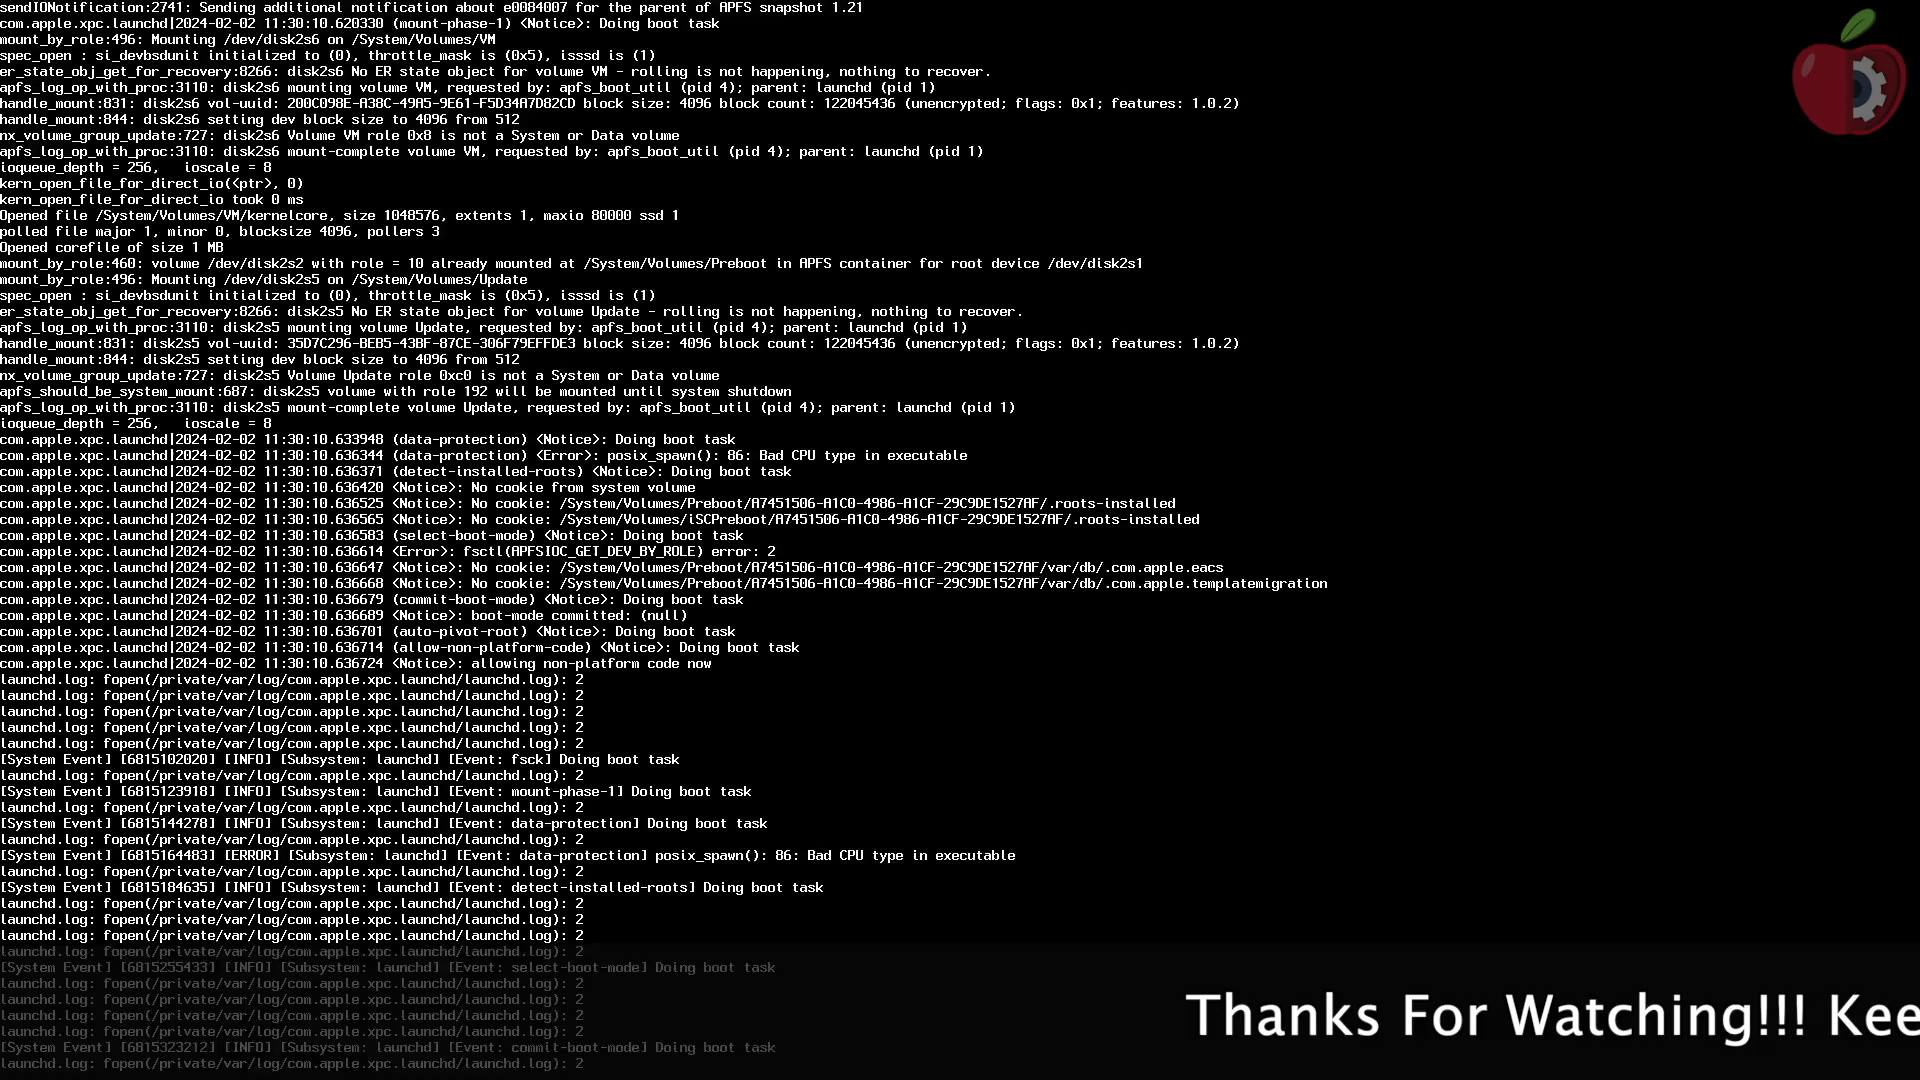 sendIONotification:2741: Sending additional notification about e0084007 for the parent of APFS snapshot 1.21
com.apple.xpc.launchd|2024-02-02 11:30:10.620330 (mount-phase-1) <Notice>: Doing boot task
mount_by_role:496: Mounting /dev/disk2s6 on /System/Volumes/VM
spec_open : si_devbsdunit initialized to (0), throttle_mask is (0x5), isssd is (1)
er_state_obj_get_for_recovery:8266: disk2s6 No ER state object for volume VM - rolling is not happening, nothing to recover.
apfs_log_op_with_proc:3110: disk2s6 mounting volume VM, requested by: apfs_boot_util (pid 4); parent: launchd (pid 1)
handle_mount:831: disk2s6 vol-uuid: 200C098E-A38C-49A5-9E61-F5D34A7D82CD block size: 4096 block count: 122045436 (unencrypted; flags: 0x1; features: 1.0.2)
handle_mount:844: disk2s6 setting dev block size to 4096 from 512
nx_volume_group_update:727: disk2s6 Volume VM role 0x8 is not a System or Data volume
apfs_log_op_with_proc:3110: disk2s6 mount-complete volume VM, requested by: apfs_boot_util (pid 4); parent: launchd (pid 1)
ioqueue_depth = 256,   ioscale = 8
kern_open_file_for_direct_io(<ptr>, 0)
kern_open_file_for_direct_io took 0 ms
Opened file /System/Volumes/VM/kernelcore, size 1048576, extents 1, maxio 80000 ssd 1
polled file major 1, minor 0, blocksize 4096, pollers 3
Opened corefile of size 1 MB
mount_by_role:460: volume /dev/disk2s2 with role = 10 already mounted at /System/Volumes/Preboot in APFS container for root device /dev/disk2s1
mount_by_role:496: Mounting /dev/disk2s5 on /System/Volumes/Update
spec_open : si_devbsdunit initialized to (0), throttle_mask is (0x5), isssd is (1)
er_state_obj_get_for_recovery:8266: disk2s5 No ER state object for volume Update - rolling is not happening, nothing to recover.
apfs_log_op_with_proc:3110: disk2s5 mounting volume Update, requested by: apfs_boot_util (pid 4); parent: launchd (pid 1)
handle_mount:831: disk2s5 vol-uuid: 35D7C296-BEB5-43BF-87CE-306F79EFFDE3 block size: 4096 block count: 122045436 (unencrypted; flags: 0x1; features: 1.0.2)
handle_mount:844: disk2s5 setting dev block size to 4096 from 512
nx_volume_group_update:727: disk2s5 Volume Update role 0xc0 is not a System or Data volume
apfs_should_be_system_mount:687: disk2s5 volume with role 192 will be mounted until system shutdown
apfs_log_op_with_proc:3110: disk2s5 mount-complete volume Update, requested by: apfs_boot_util (pid 4); parent: launchd (pid 1)
ioqueue_depth = 256,   ioscale = 8
com.apple.xpc.launchd|2024-02-02 11:30:10.633948 (data-protection) <Notice>: Doing boot task
com.apple.xpc.launchd|2024-02-02 11:30:10.636344 (data-protection) <Error>: posix_spawn(): 86: Bad CPU type in executable
com.apple.xpc.launchd|2024-02-02 11:30:10.636371 (detect-installed-roots) <Notice>: Doing boot task
com.apple.xpc.launchd|2024-02-02 11:30:10.636420 <Notice>: No cookie from system volume
com.apple.xpc.launchd|2024-02-02 11:30:10.636525 <Notice>: No cookie: /System/Volumes/Preboot/A7451506-A1C0-4986-A1CF-29C9DE1527AF/.roots-installed
com.apple.xpc.launchd|2024-02-02 11:30:10.636565 <Notice>: No cookie: /System/Volumes/iSCPreboot/A7451506-A1C0-4986-A1CF-29C9DE1527AF/.roots-installed
com.apple.xpc.launchd|2024-02-02 11:30:10.636583 (select-boot-mode) <Notice>: Doing boot task
com.apple.xpc.launchd|2024-02-02 11:30:10.636614 <Error>: fsctl(APFSIOC_GET_DEV_BY_ROLE) error: 2
com.apple.xpc.launchd|2024-02-02 11:30:10.636647 <Notice>: No cookie: /System/Volumes/Preboot/A7451506-A1C0-4986-A1CF-29C9DE1527AF/var/db/.com.apple.eacs
com.apple.xpc.launchd|2024-02-02 11:30:10.636668 <Notice>: No cookie: /System/Volumes/Preboot/A7451506-A1C0-4986-A1CF-29C9DE1527AF/var/db/.com.apple.templatemigration
com.apple.xpc.launchd|2024-02-02 11:30:10.636679 (commit-boot-mode) <Notice>: Doing boot task
com.apple.xpc.launchd|2024-02-02 11:30:10.636689 <Notice>: boot-mode committed: (null)
com.apple.xpc.launchd|2024-02-02 11:30:10.636701 (auto-pivot-root) <Notice>: Doing boot task
com.apple.xpc.launchd|2024-02-02 11:30:10.636714 (allow-non-platform-code) <Notice>: Doing boot task
com.apple.xpc.launchd|2024-02-02 11:30:10.636724 <Notice>: allowing non-platform code now
launchd.log: fopen(/private/var/log/com.apple.xpc.launchd/launchd.log): 2
launchd.log: fopen(/private/var/log/com.apple.xpc.launchd/launchd.log): 2
launchd.log: fopen(/private/var/log/com.apple.xpc.launchd/launchd.log): 2
launchd.log: fopen(/private/var/log/com.apple.xpc.launchd/launchd.log): 2
launchd.log: fopen(/private/var/log/com.apple.xpc.launchd/launchd.log): 2
[System Event] [6815102020] [INFO] [Subsystem: launchd] [Event: fsck] Doing boot task
launchd.log: fopen(/private/var/log/com.apple.xpc.launchd/launchd.log): 2
[System Event] [6815123918] [INFO] [Subsystem: launchd] [Event: mount-phase-1] Doing boot task
launchd.log: fopen(/private/var/log/com.apple.xpc.launchd/launchd.log): 2
[System Event] [6815144278] [INFO] [Subsystem: launchd] [Event: data-protection] Doing boot task
launchd.log: fopen(/private/var/log/com.apple.xpc.launchd/launchd.log): 2
[System Event] [6815164483] [ERROR] [Subsystem: launchd] [Event: data-protection] posix_spawn(): 86: Bad CPU type in executable
launchd.log: fopen(/private/var/log/com.apple.xpc.launchd/launchd.log): 2
[System Event] [6815184635] [INFO] [Subsystem: launchd] [Event: detect-installed-roots] Doing boot task
launchd.log: fopen(/private/var/log/com.apple.xpc.launchd/launchd.log): 2
launchd.log: fopen(/private/var/log/com.apple.xpc.launchd/launchd.log): 2
launchd.log: fopen(/private/var/log/com.apple.xpc.launchd/launchd.log): 2
launchd.log: fopen(/private/var/log/com.apple.xpc.launchd/launchd.log): 2
[System Event] [6815255433] [INFO] [Subsystem: launchd] [Event: select-boot-mode] Doing boot task
launchd.log: fopen(/private/var/log/com.apple.xpc.launchd/launchd.log): 2
launchd.log: fopen(/private/var/log/com.apple.xpc.launchd/launchd.log): 2
launchd.log: fopen(/private/var/log/com.apple.xpc.launchd/launchd.log): 2
launchd.log: fopen(/private/var/log/com.apple.xpc.launchd/launchd.log): 2
[System Event] [6815323212] [INFO] [Subsystem: launchd] [Event: commit-boot-mode] Doing boot task
launchd.log: fopen(/private/var/log/com.apple.xpc.launchd/launchd.log): 2
Thanks For Watching!!! Kee